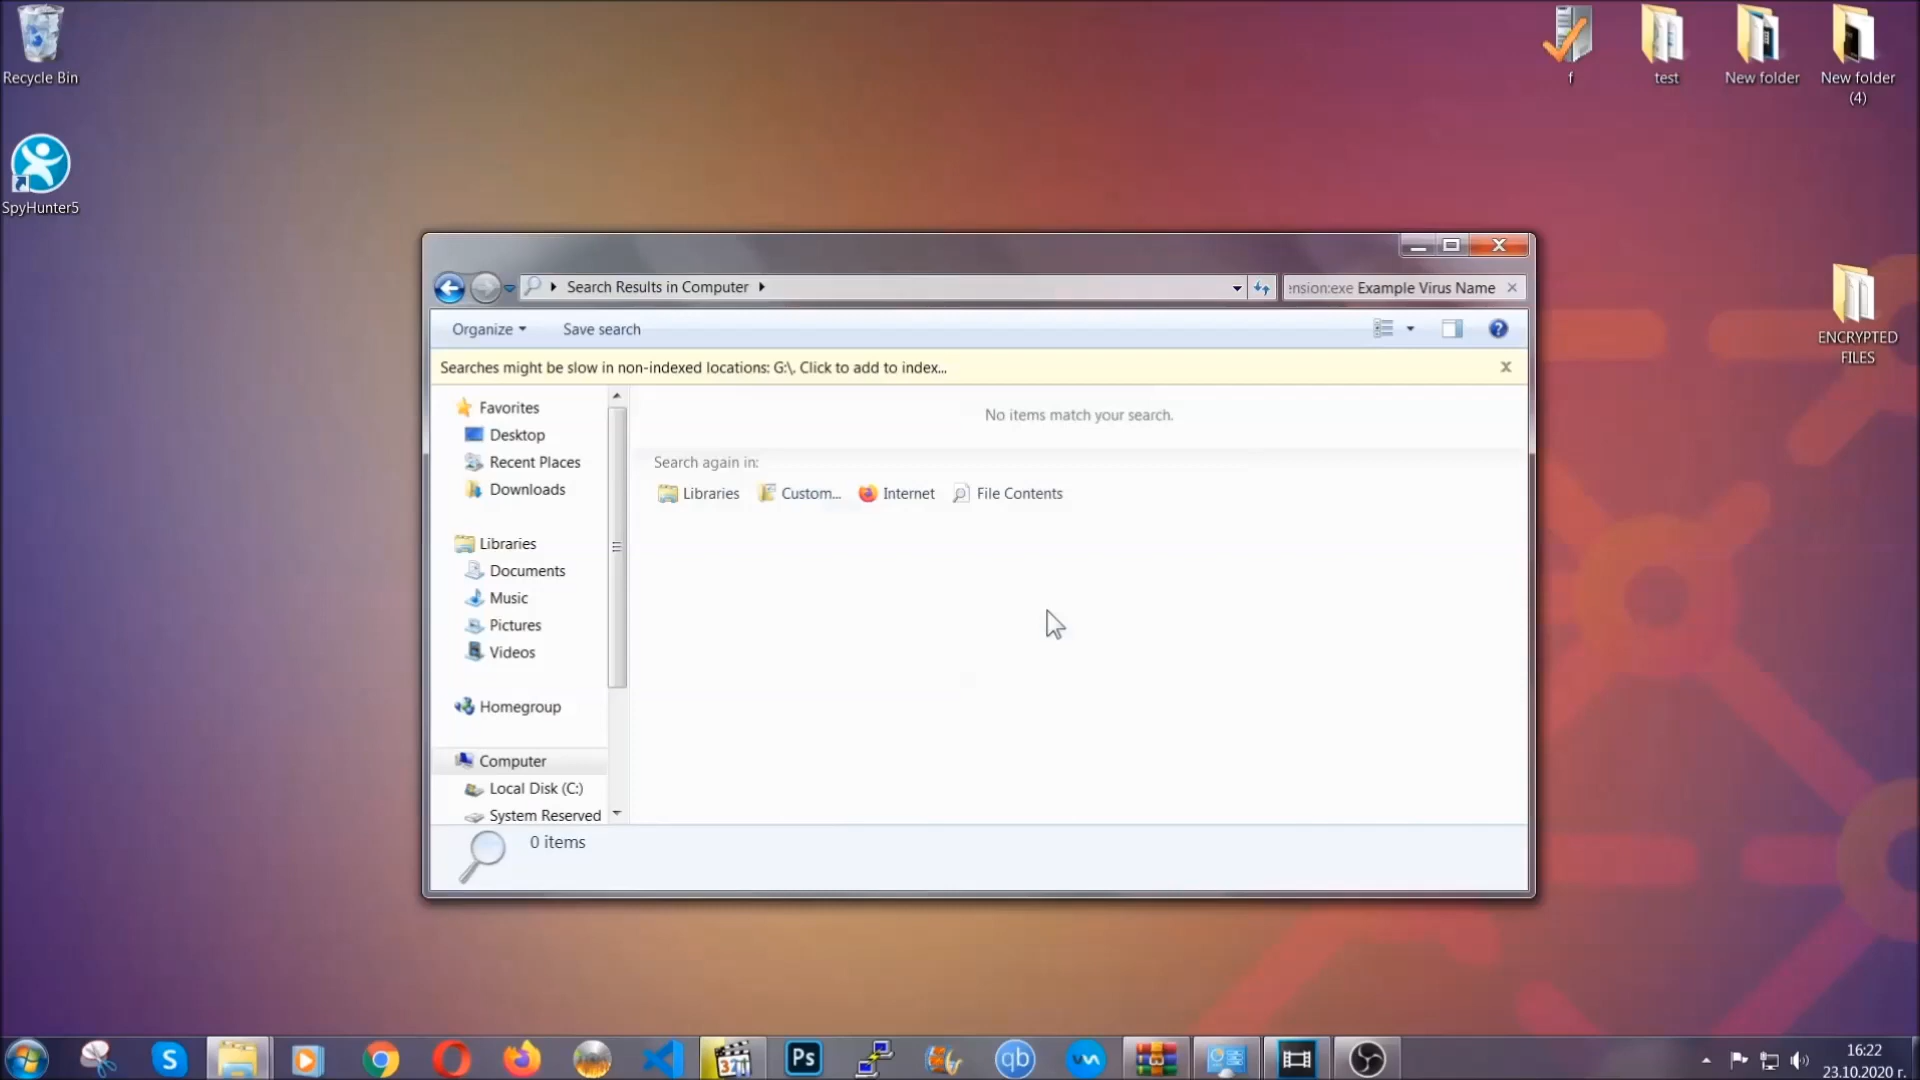 Recycle Bin
SpyHunter5
f
test
New folder
New folder
(4)
ENCRYPTED
FILES
Search Results in Computer
ension:exe Example Virus Name
Organize
Save search
Searches might be slow in non-indexed locations: G:\. Click to add to index...
Favorites
Desktop
Recent Places
Downloads
Libraries
Documents
Music
Pictures
Videos
Homegroup
Computer
Local Disk (C:)
System Reserved
No items match your search.
Search again in:
Libraries
Custom...
Internet
File Contents
0 items
S
321
Ps
qb
16:22
23.10.2020 г.